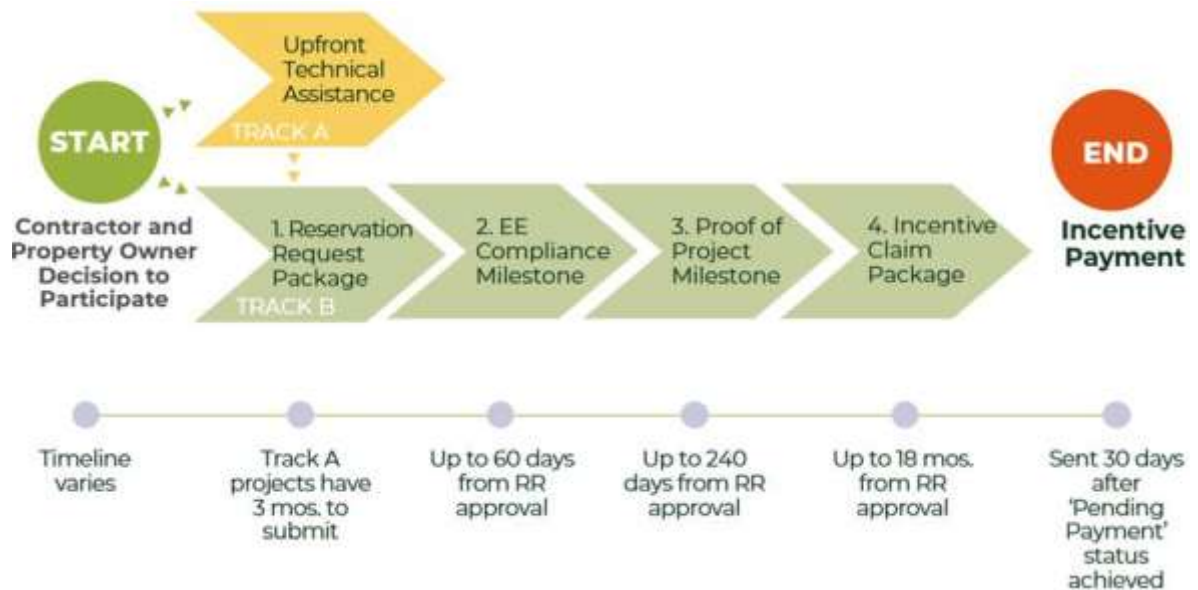 Upfront
Technical
Assistance
TRACK A
START
Contractor and
Property Owner
Decision to
Participate
1. Reservation
Request
Package
TRACK B
2. EE
Compliance
Milestone
3. Proof of
Project
Milestone
4. Incentive
Claim
Package
END
Incentive
Payment
Timeline
varies
Track A
projects have
3 mos. to
submit
Up to 60 days
from RR
approval
Up to 240
days from RR
approval
Up to 18 mos.
from RR
approval
Sent 30 days
after
‘Pending
Payment’
status
achieved